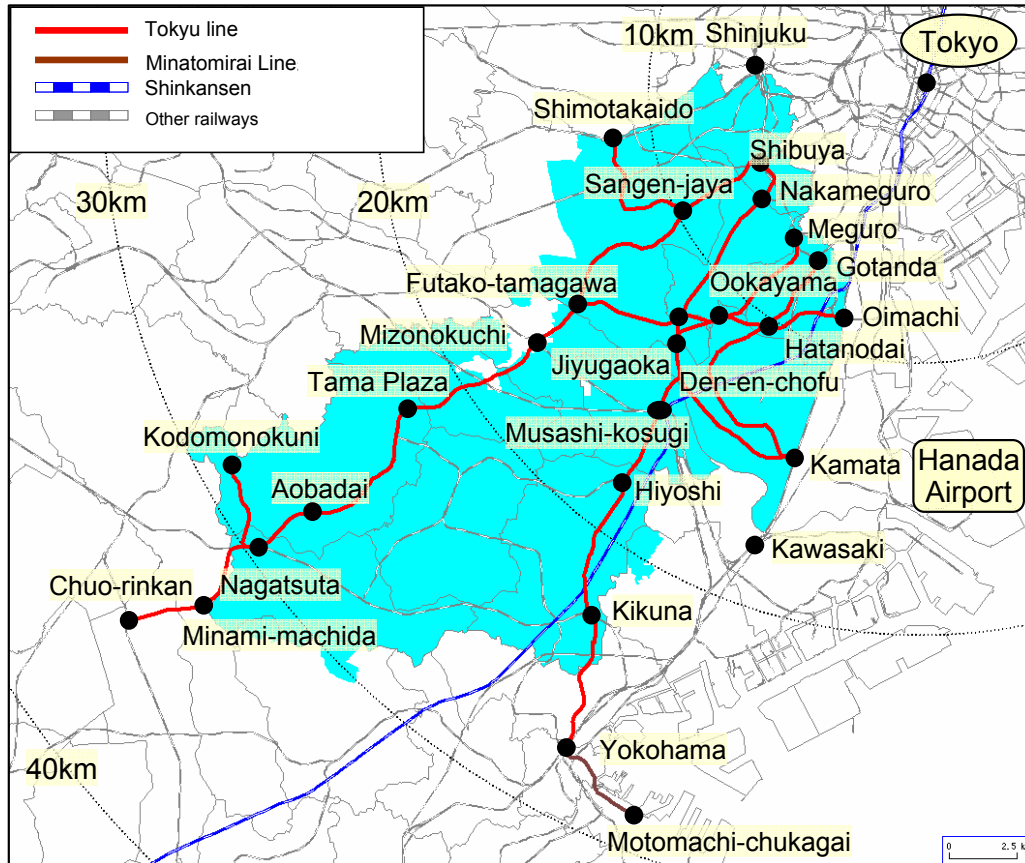 Tokyu line
Minatomirai Line
Shinkansen
Other railways
10km
Shinjuku
Tokyo
Shimotakaido
Shibuya
30km
20km
Sangen-jaya
Nakameguro
Meguro
Gotanda
Futako-tamagawa
Ookayama
Oimachi
Mizonokuchi
Jiyugaoka
Hatanodai
Tama Plaza
Den-en-chofu
Kodomonokuni
Musashi-kosugi
Kamata
Hanada
Airport
Aobadai
Hiyoshi
Kawasaki
Chuo-rinkan
Nagatsuta
Kikuna
Minami-machida
Yokohama
40km
Motomachi-chukagai
0 2.5 k